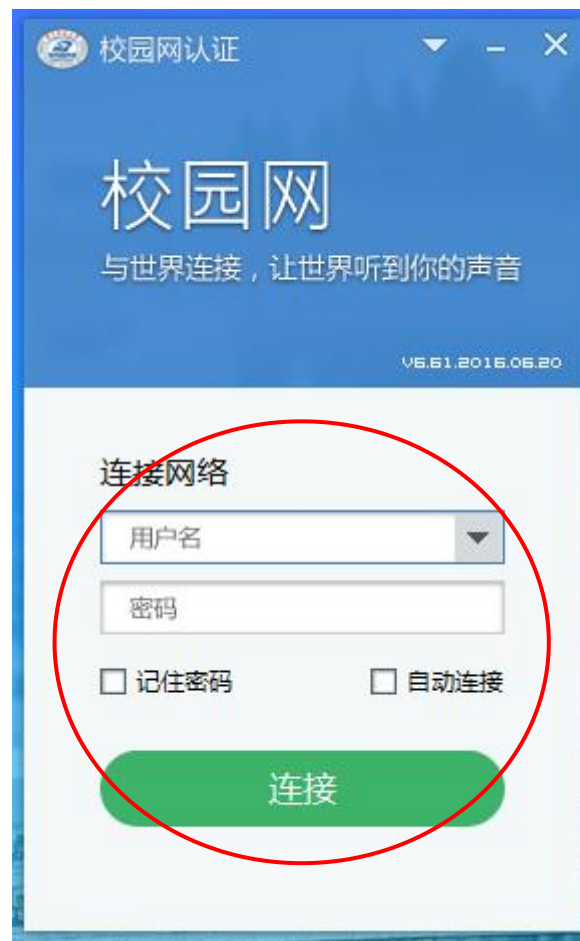 校园网认证
校园网
与世界连接，让世界听到你的声音
V6.61.2016.06.20
连接网络
用户名
密码
记住密码 自动连接
连接